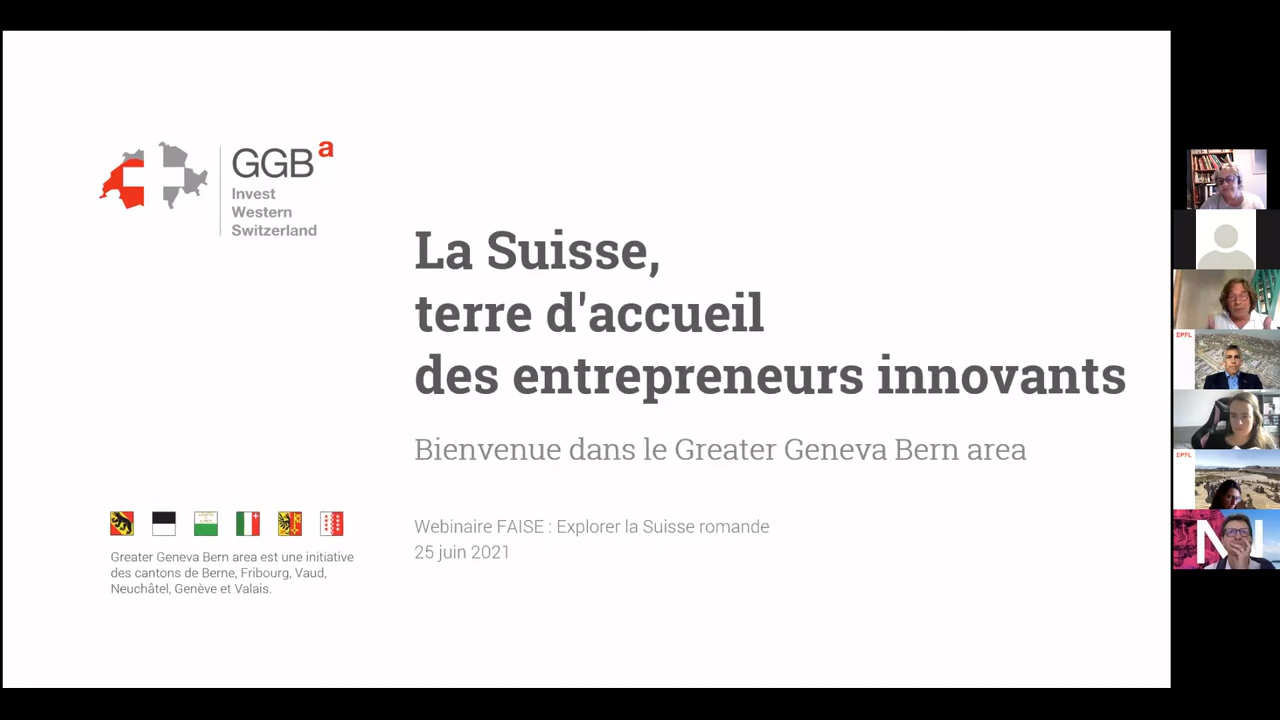 GGBa
Invest
Western
Switzerland
La Suisse,
terre d'accueil
des entrepreneurs innovants
Bienvenue dans le Greater Geneva Bern area
Webinaire FAISE : Explorer la Suisse romande
25 juin 2021
Greater Geneva Bern area est une initiative
des cantons de Berne, Fribourg, Vaud,
Neuchâtel, Genève et Valais.
EPFL
EPFL